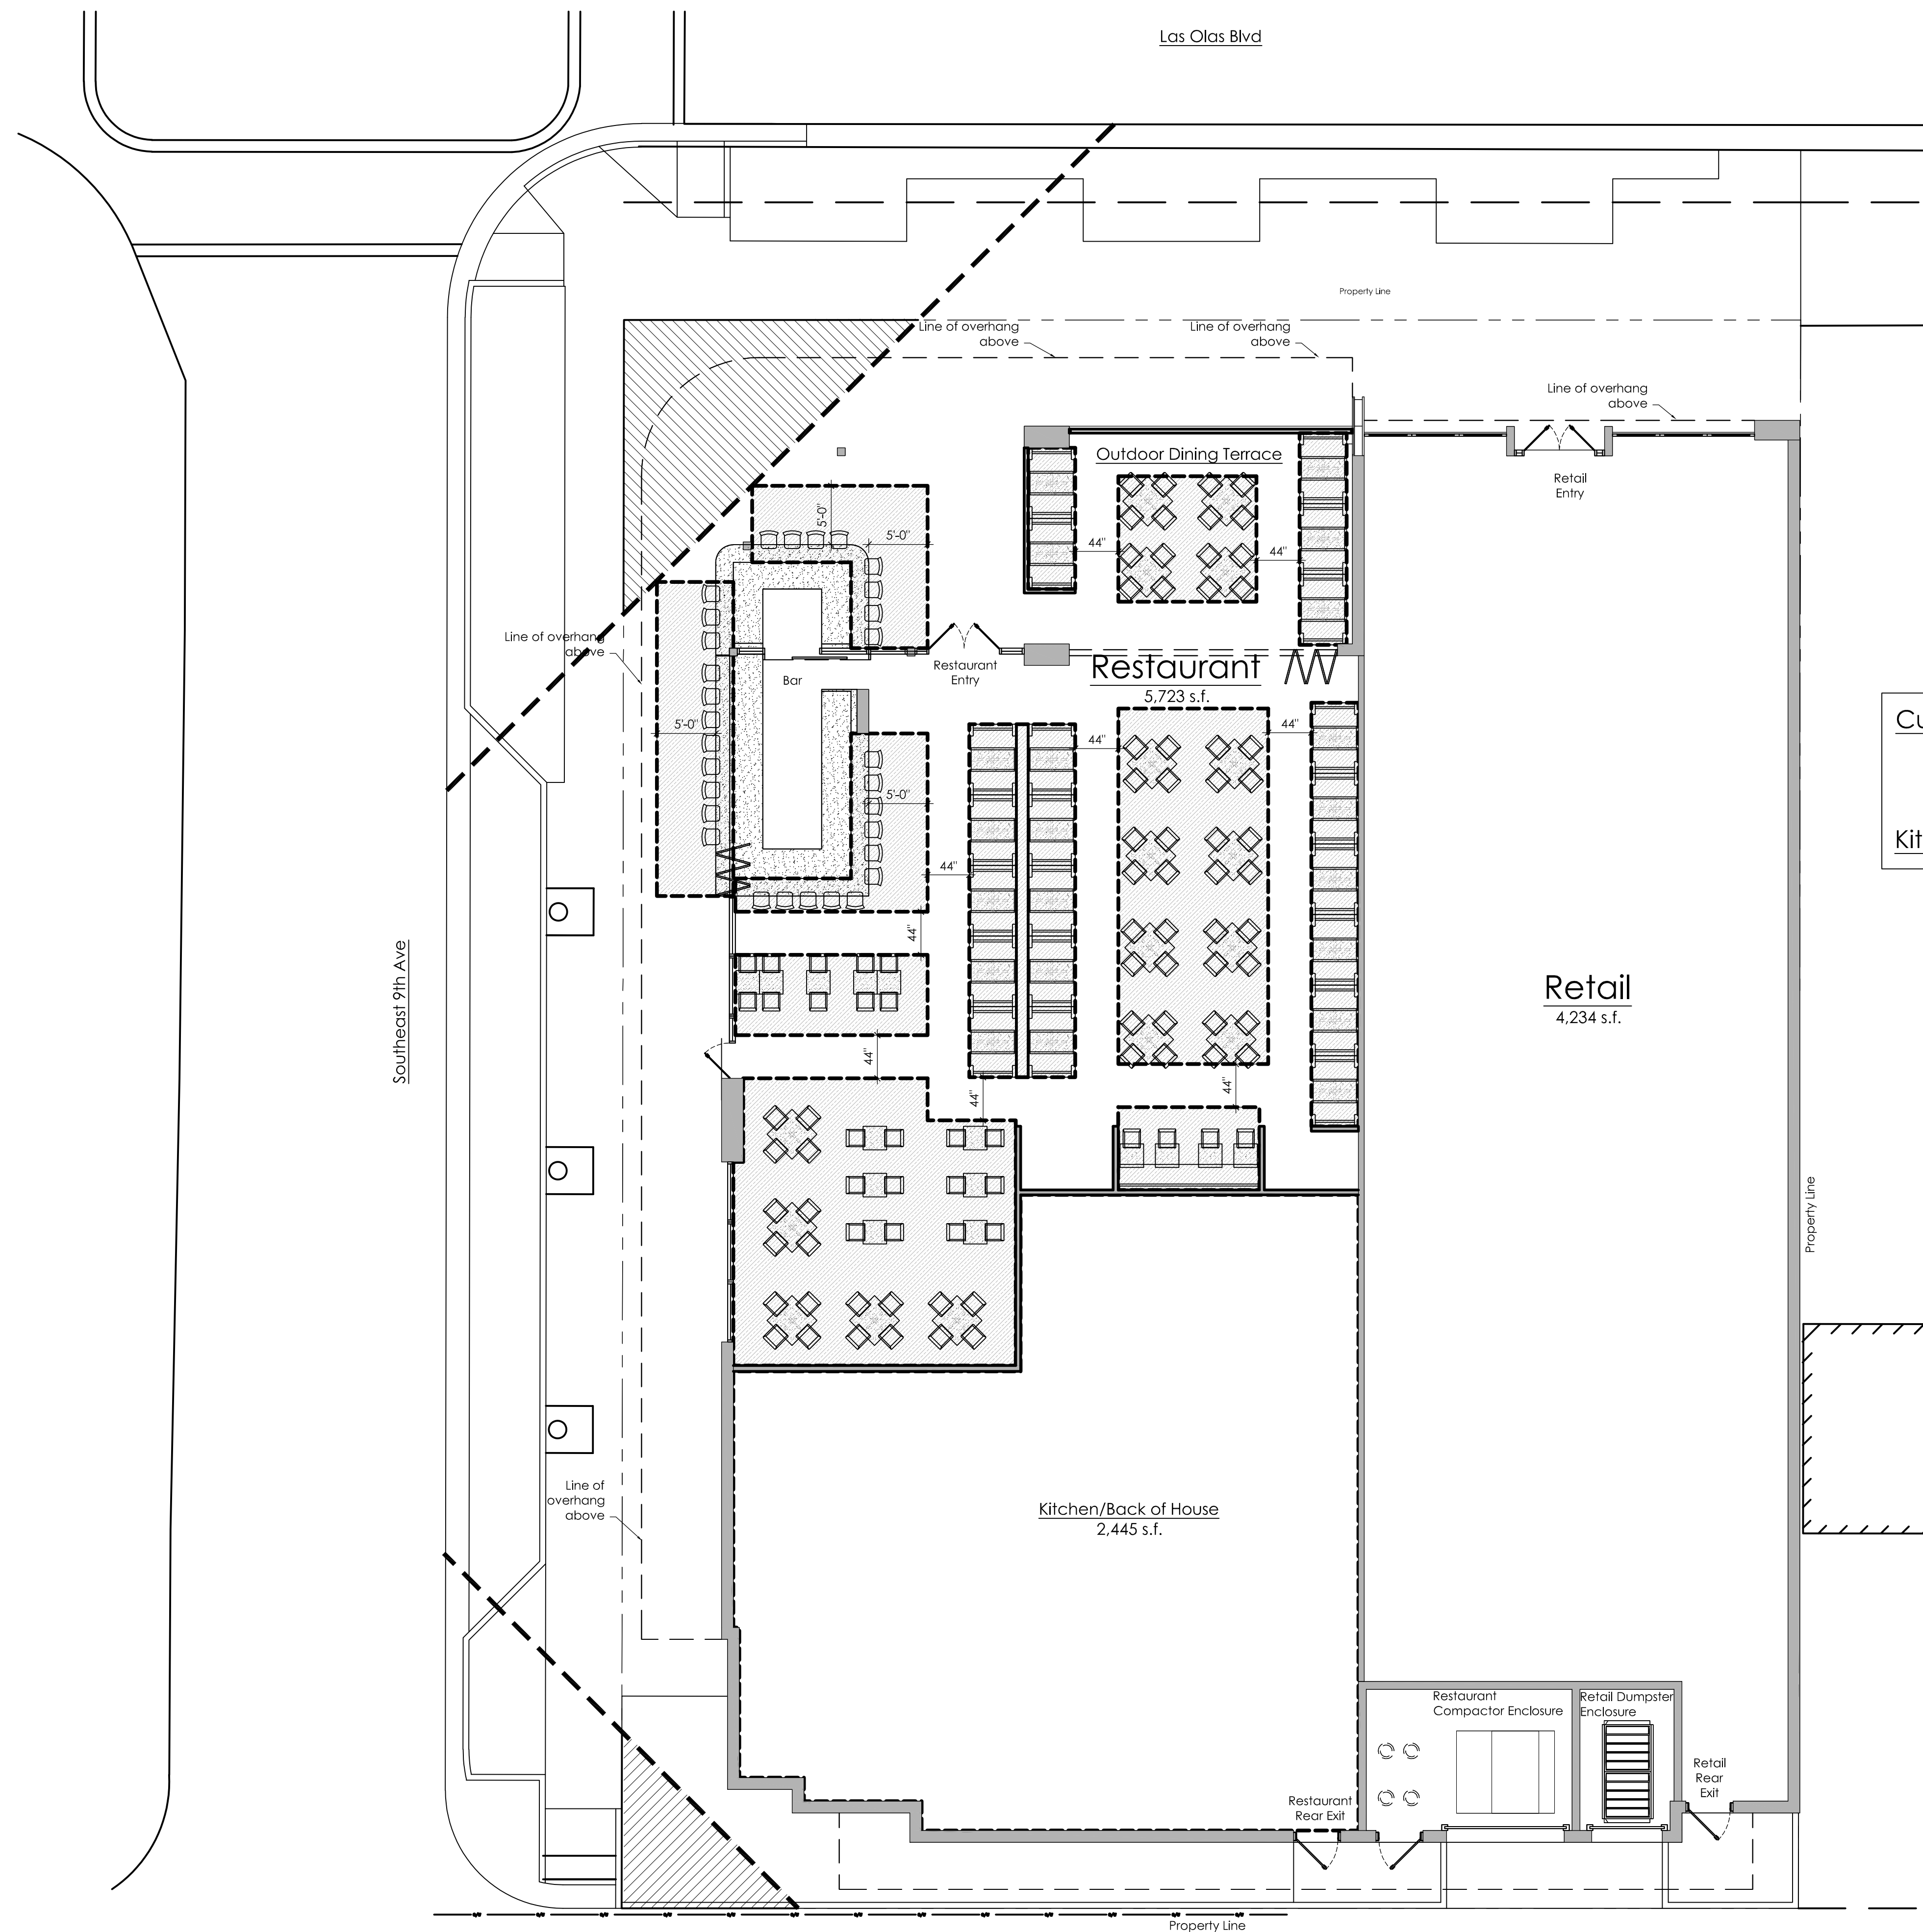 Las Olas Blvd
Property Line
Line of overhang
above
Line of overhang
above
Line of overhang
above
Outdoor Dining Terrace
Retail
Entry
5'-0"
5'-0"
44"
44"
Line of overhang
above
Restaurant
Entry
Restaurant
5,723 s.f.
Bar
5'-0"
44"
44"
5'-0"
44"
44"
Southeast 9th Ave
Retail
4,234 s.f.
44"
44"
44"
Property Line
Line of
overhang
above
Kitchen/Back of House
2,445 s.f.
Restaurant
Compactor Enclosure
Retail Dumpster
Enclosure
Retail
Rear
Exit
Restaurant
Rear Exit
Property Line
Cu
Kit